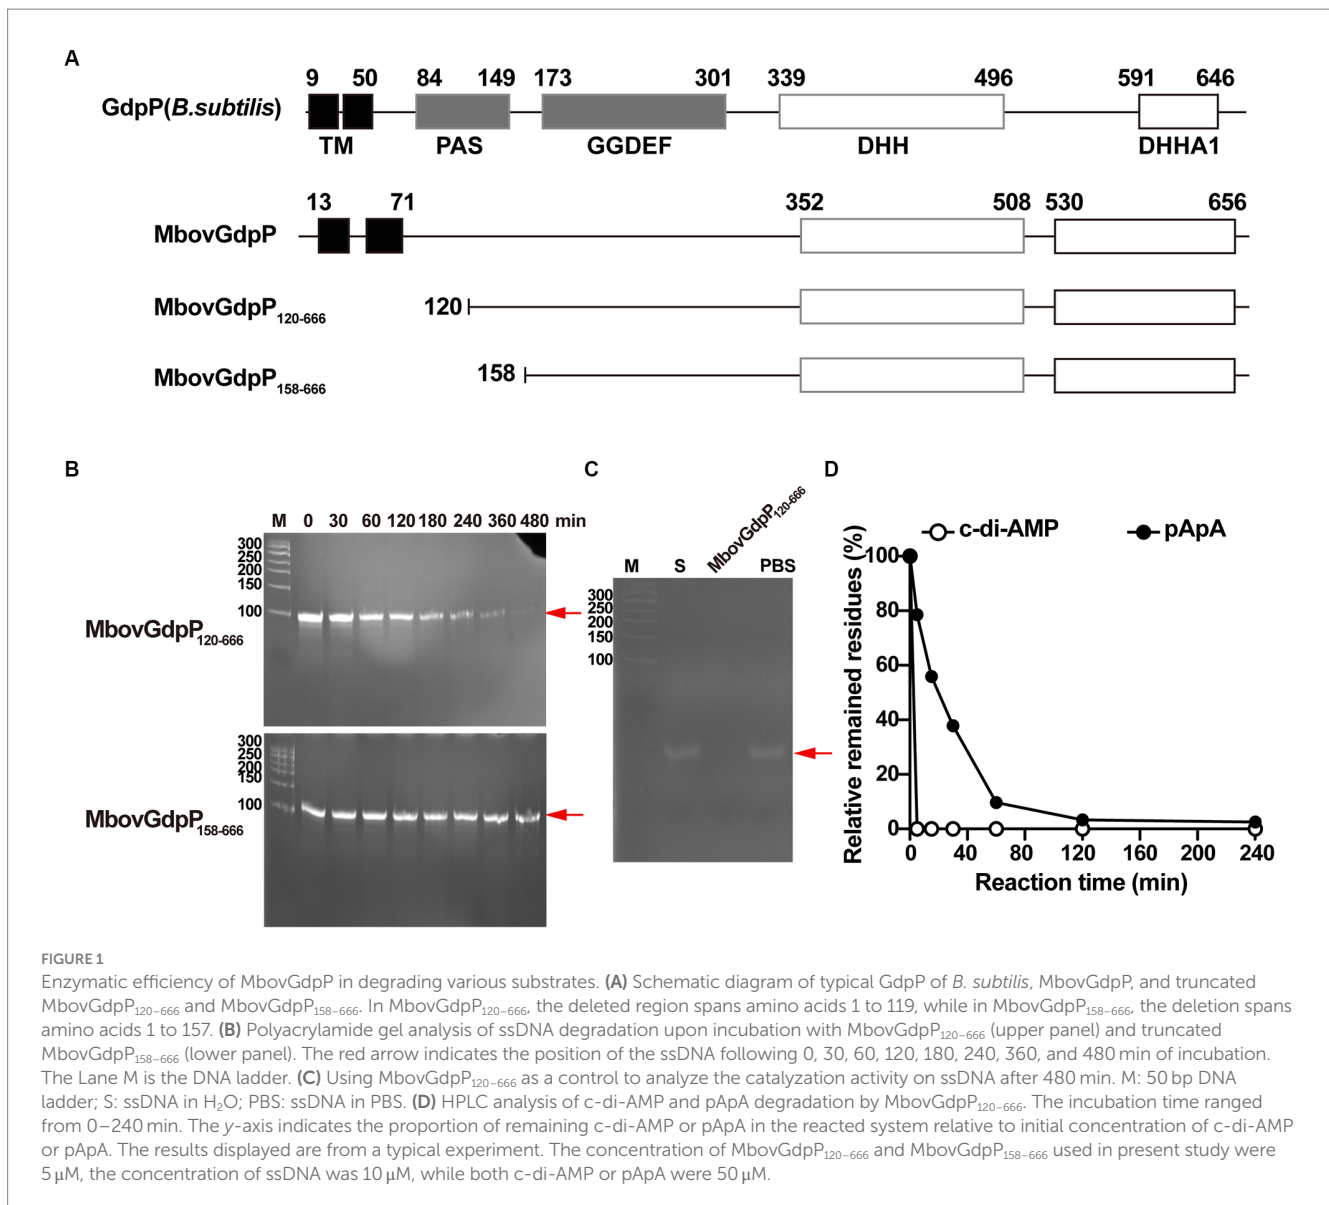 A
9 50 84 149 173 301 339 496 591 646
GdpP(B.subtilis)
TM PAS GGDEF DHH DHHA1
13 71 352 508 530 656
MbovGdpP
MbovGdpP120-666 120
MbovGdpP158-666 158
B
M 0 30 60 120 180 240 360 480 min
300
250
200
150
100
MbovGdpP120-666
300
250
200
150
100
MbovGdpP158-666
C
M S MbovGdpP120-666 PBS
300
250
200
150
100
D
c-di-AMP pApA
Relative remained residues (%)
100
80
60
40
20
0
0 40 80 120 160 200 240
Reaction time (min)
FIGURE 1
Enzymatic efficiency of MbovGdpP in degrading various substrates. (A) Schematic diagram of typical GdpP of B. subtilis, MbovGdpP, and truncated
MbovGdpP120–666 and MbovGdpP158–666. In MbovGdpP120–666, the deleted region spans amino acids 1 to 119, while in MbovGdpP158–666, the deletion spans
amino acids 1 to 157. (B) Polyacrylamide gel analysis of ssDNA degradation upon incubation with MbovGdpP120–666 (upper panel) and truncated
MbovGdpP158–666 (lower panel). The red arrow indicates the position of the ssDNA following 0, 30, 60, 120, 180, 240, 360, and 480 min of incubation.
The Lane M is the DNA ladder. (C) Using MbovGdpP120–666 as a control to analyze the catalyzation activity on ssDNA after 480 min. M: 50 bp DNA
ladder; S: ssDNA in H2O; PBS: ssDNA in PBS. (D) HPLC analysis of c-di-AMP and pApA degradation by MbovGdpP120–666. The incubation time ranged
from 0–240 min. The y-axis indicates the proportion of remaining c-di-AMP or pApA in the reacted system relative to initial concentration of c-di-AMP
or pApA. The results displayed are from a typical experiment. The concentration of MbovGdpP120–666 and MbovGdpP158–666 used in present study were
5 μM, the concentration of ssDNA was 10 μM, while both c-di-AMP or pApA were 50 μM.